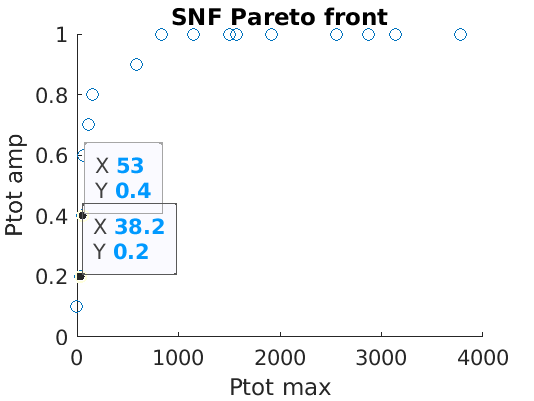 SNF Pareto front
1
0.8
0.6
0.4
0.2
0
Ptot amp
X 53
Y 0.4
X 38.2
Y 0.2
0 1000 2000 3000 4000
Ptot max